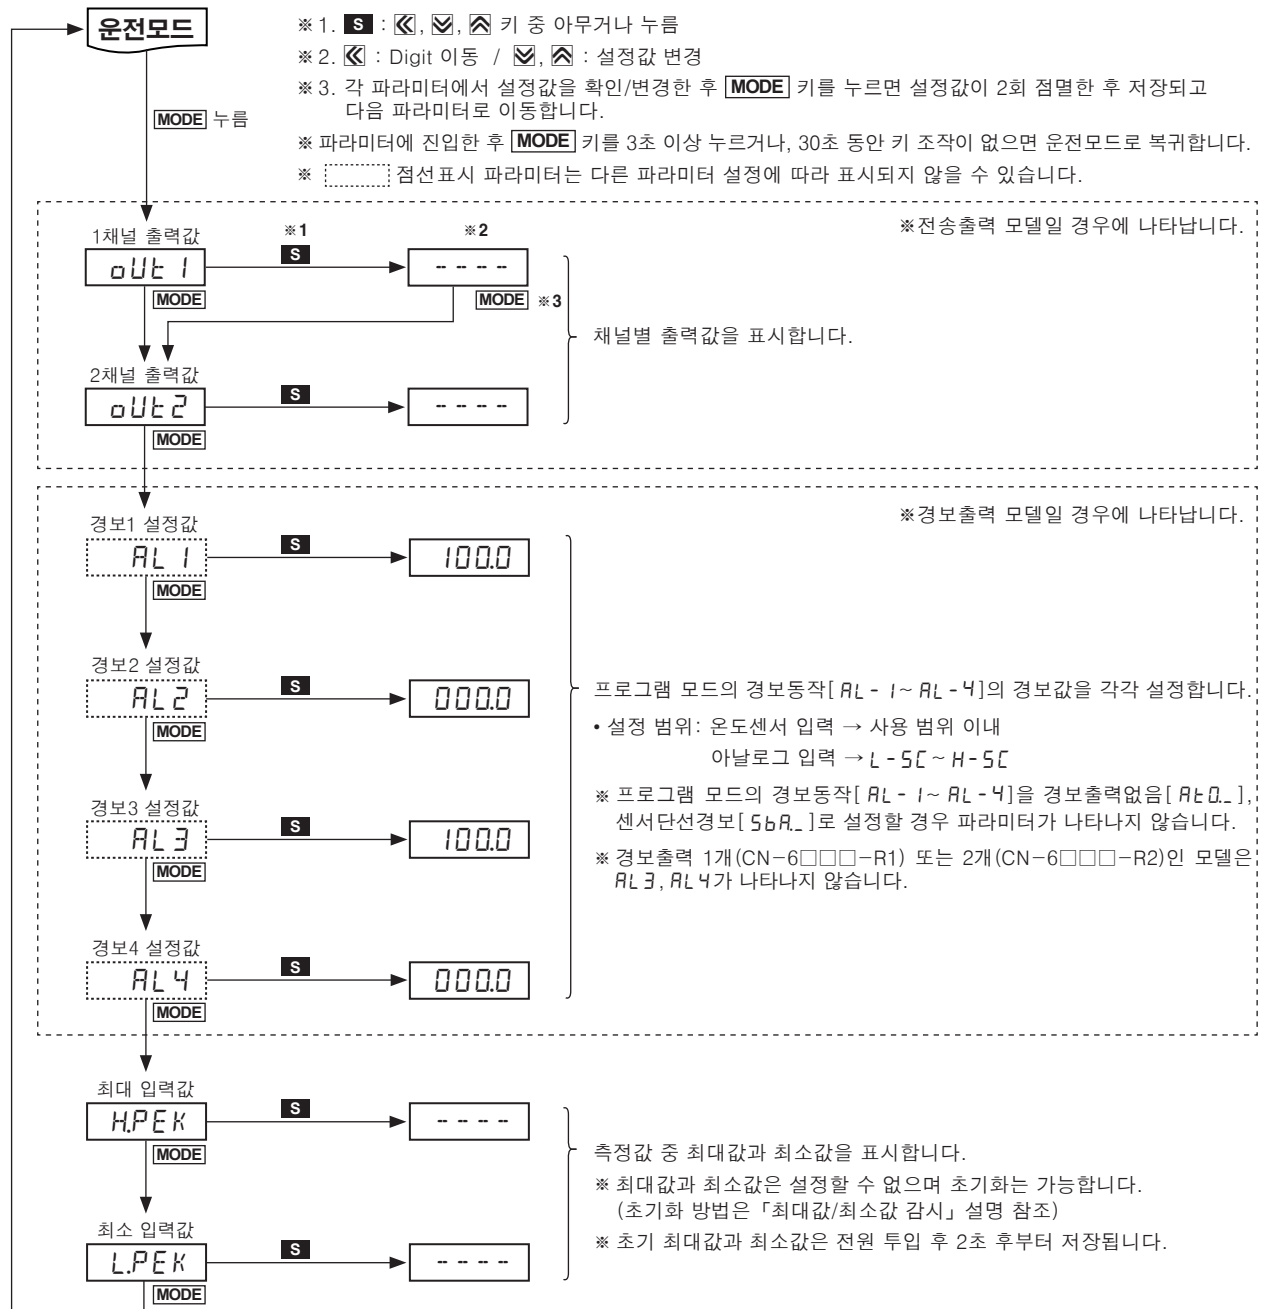 운전모드
※1. S : ≪, ≫, ≪ 키 중 아무거나 누름
※2. ≪ : Digit 이동 / ≫, ≪ : 설정값 변경
※3. 각 파라미터에서 설정값을 확인/변경한 후 MODE 키를 누르면 설정값이 2회 점멸한 후 저장되고
다음 파라미터로 이동합니다.
MODE 누름
※ 파라미터에 진입한 후 MODE 키를 3초 이상 누르거나, 30초 동안 키 조작이 없으면 운전모드로 복귀합니다.
※ 점선표시 파라미터는 다른 파라미터 설정에 따라 표시되지 않을 수 있습니다.
※전송출력 모델일 경우에 나타납니다.
1채널 출력값 ※1 ※2
oUt1 S ----
MODE MODE ※3
채널별 출력값을 표시합니다.
2채널 출력값
oUt2 S ----
MODE
※경보출력 모델일 경우에 나타납니다.
경보1 설정값
AL1 S 100.0
MODE
경보2 설정값
AL2 S 000.0
MODE
프로그램 모드의 경보동작[AL-1~AL-4]의 경보값을 각각 설정합니다.
• 설정 범위: 온도센서 입력 → 사용 범위 이내
아날로그 입력 → L-SC~H-SC
※ 프로그램 모드의 경보동작[AL-1~AL-4]을 경보출력없음[At0._],
센서단선경보[SbA._]로 설정할 경우 파라미터가 나타나지 않습니다.
※ 경보출력 1개(CN-6□□□-R1) 또는 2개(CN-6□□□-R2)인 모델은
AL3, AL4가 나타나지 않습니다.
경보3 설정값
AL3 S 100.0
MODE
경보4 설정값
AL4 S 000.0
MODE
최대 입력값
H.PEK S ----
MODE
측정값 중 최대값과 최소값을 표시합니다.
※ 최대값과 최소값은 설정할 수 없으며 초기화는 가능합니다.
(초기화 방법은「최대값/최소값 감시」설명 참조)
※ 초기 최대값과 최소값은 전원 투입 후 2초 후부터 저장됩니다.
최소 입력값
L.PEK S ----
MODE